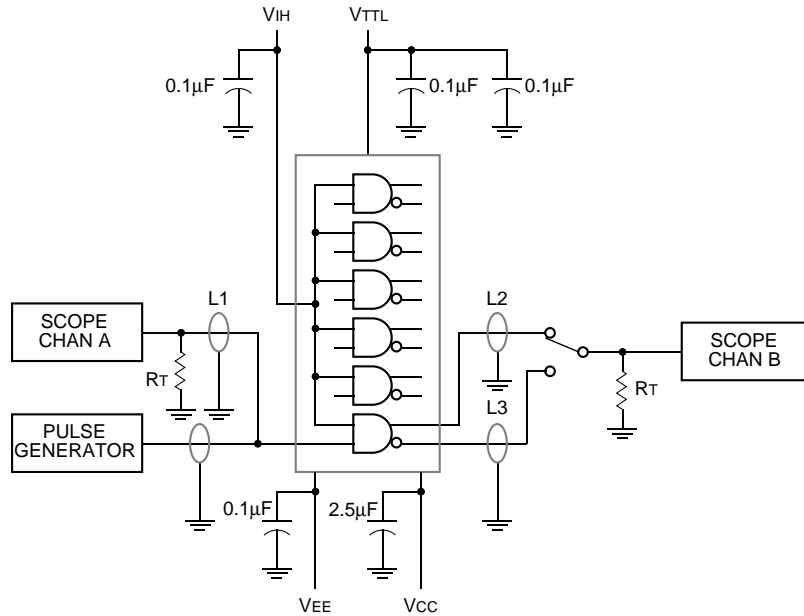 VIH
VTTL
0.1μF
0.1μF
0.1μF
L1
L2
SCOPE
CHAN A
SCOPE
CHAN B
RT
RT
L3
PULSE
GENERATOR
0.1μF
2.5μF
VEE
VCC